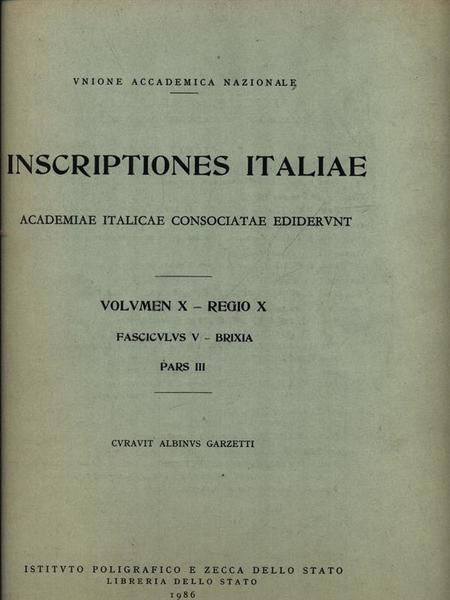 VNIONE ACCADEMICA NAZIONALE
INSCRIPTIONES ITALIAE
ACADEMIAE ITALICAE CONSOCIATAE EDIDERVNT
VOLVMEN X – REGIO X
FASCICVLVS V – BRIXIA
PARS III
CVRAVIT ALBINVS GARZETTI
ISTITVTO POLIGRAFICO E ZECCA DELLO STATO
LIBRERIA DELLO STATO
1986